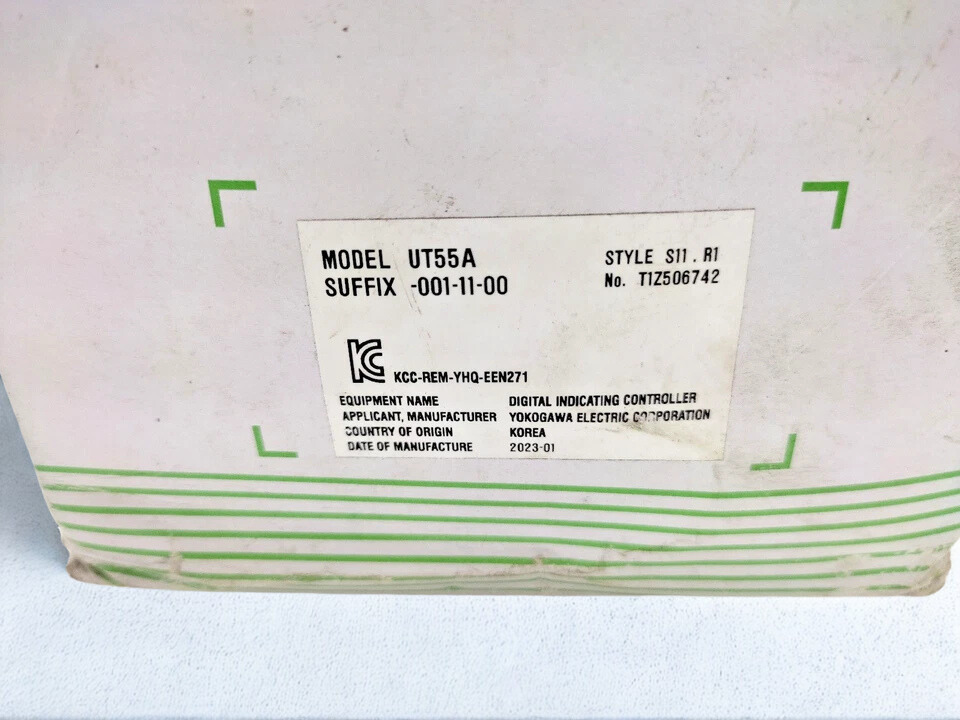 MODEL UT55A
SUFFIX -001-11-00
STYLE S11.R1
No. T1Z506742
KC KCC-REM-YHQ-EEN271
EQUIPMENT NAME DIGITAL INDICATING CONTROLLER
APPLICANT, MANUFACTURER YOKOGAWA ELECTRIC CORPORATION
COUNTRY OF ORIGIN KOREA
DATE OF MANUFACTURE 2023-01